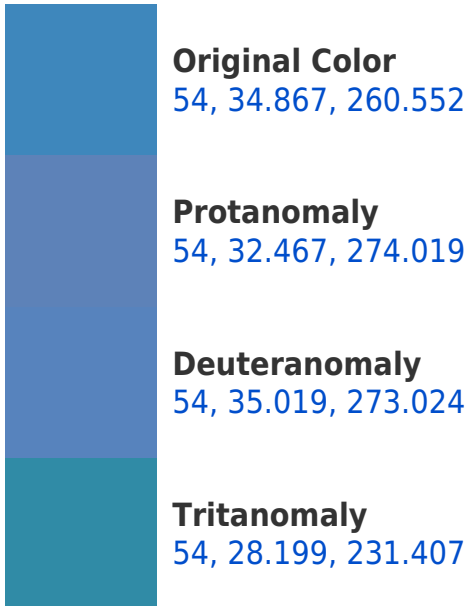 Original Color
54, 34.867, 260.552
Protanomaly
54, 32.467, 274.019
Deuteranomaly
54, 35.019, 273.024
Tritanomaly
54, 28.199, 231.407